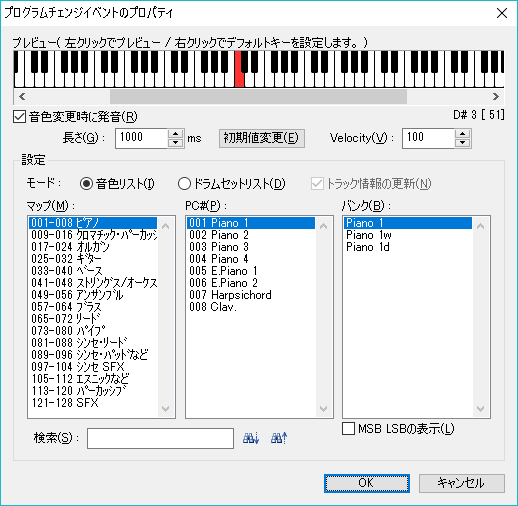 プログラムチェンジイベントのプロパティ
プレビュー( 左クリックでプレビュー / 右クリックでデフォルトキーを設定します。 )
音色変更時に発音(R)
D# 3 [ 51]
長さ(G) : 1000 ms 初期値変更(E) Velocity(V) : 100
設定
モード : 音色リスト(I) ドラムセットリスト(D) トラック情報の更新(N)
マップ(M) :
001-008 ピアノ
009-016 クロマチック・パーカッシ
017-024 オルガン
025-032 ギター
033-040 ベース
041-048 ストリングス/オーケス
049-056 アンサンブル
057-064 ブラス
065-072 リード
073-080 パイプ
081-088 シンセ・リード
089-096 シンセ・パッドなど
097-104 シンセ SFX
105-112 エスニックなど
113-120 パーカッシブ
121-128 SFX
PC#(P) :
001 Piano 1
002 Piano 2
003 Piano 3
004 Piano 4
005 E.Piano 1
006 E.Piano 2
007 Harpsichord
008 Clav.
バンク(B) :
Piano 1
Piano 1w
Piano 1d
検索(S) :
MSB LSBの表示(L)
OK キャンセル